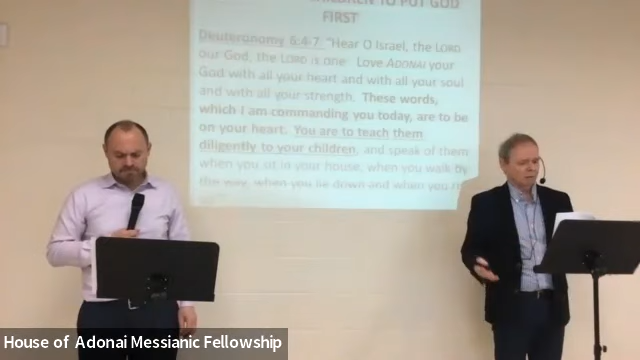 CHILDREN TO PUT GOD
FIRST
Deuteronomy 6:4-7 "Hear O Israel, the LORD
our God, the LORD is one Love ADONAI your
God with all your heart and with all your soul
and with all your strength. These words,
which I am commanding you today, are to be
on your heart. You are to teach them
diligently to your children, and speak of them
when you sit in your house, when you walk by
the way, when you lie down and when you
House of Adonai Messianic Fellowship